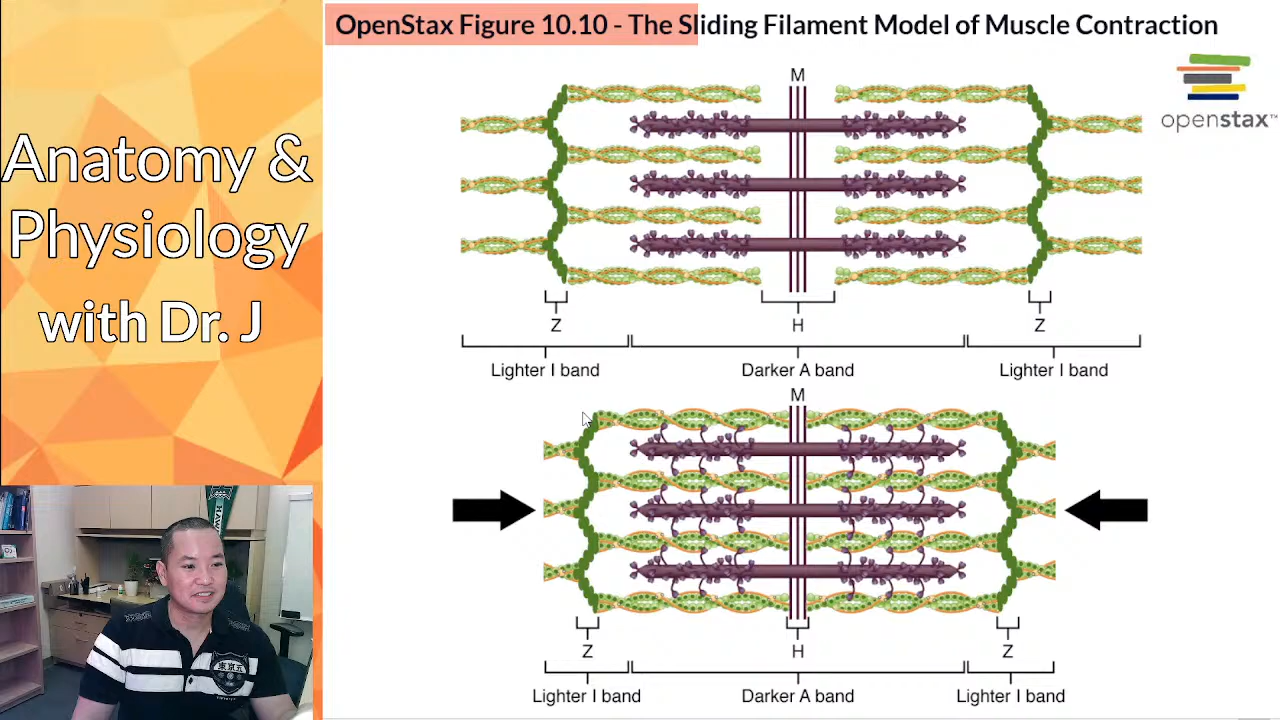 OpenStax Figure 10.10 - The Sliding Filament Model of Muscle Contraction
openstax™
Anatomy &
Physiology
with Dr. J
M
Z
H
Z
Lighter I band
Darker A band
Lighter I band
M
Z
H
Z
Lighter I band
Darker A band
Lighter I band